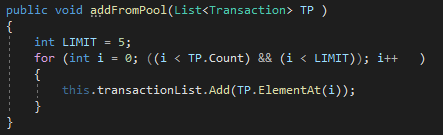 public void addFromPool(List<Transaction> TP )
{
int LIMIT = 5;
for (int i = 0; ((i < TP.Count) && (i < LIMIT)); i++   )
{
this.transactionList.Add(TP.ElementAt(i));
}
}